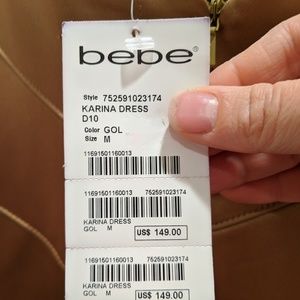 bebe
Style 752591023174
KARINA DRESS
D10
Color GOL
Size M
11691501160013
11691501160013 752591023174
KARINA DRESS
GOL M
US$ 149.00
11691501160013 752591023174
KARINA DRESS
GOL M
US$ 149.00